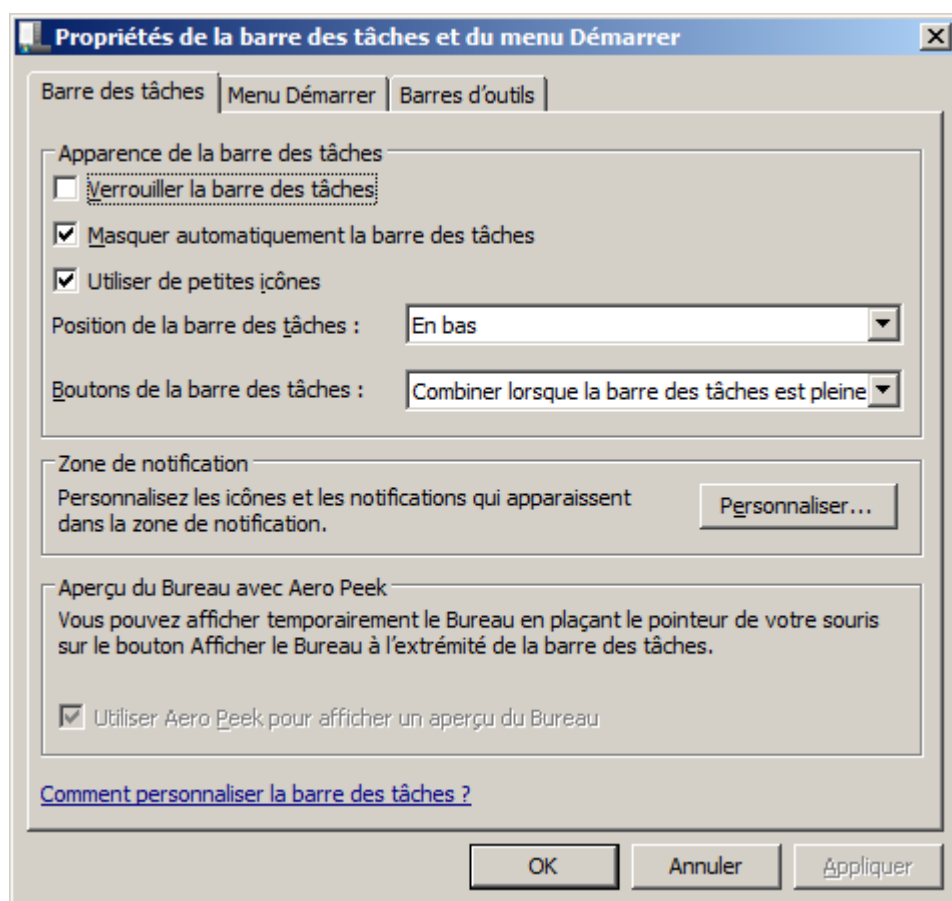 Propriétés de la barre des tâches et du menu Démarrer
Barre des tâches
Menu Démarrer
Barres d'outils
Apparence de la barre des tâches
Verrouiller la barre des tâches
Masquer automatiquement la barre des tâches
Utiliser de petites icônes
Position de la barre des tâches :
En bas
Boutons de la barre des tâches :
Combiner lorsque la barre des tâches est pleine
Zone de notification
Personnalisez les icônes et les notifications qui apparaissent
dans la zone de notification.
Personnaliser...
Aperçu du Bureau avec Aero Peek
Vous pouvez afficher temporairement le Bureau en plaçant le pointeur de votre souris
sur le bouton Afficher le Bureau à l'extrémité de la barre des tâches.
Utiliser Aero Peek pour afficher un aperçu du Bureau
Comment personnaliser la barre des tâches ?
OK
Annuler
Appliquer